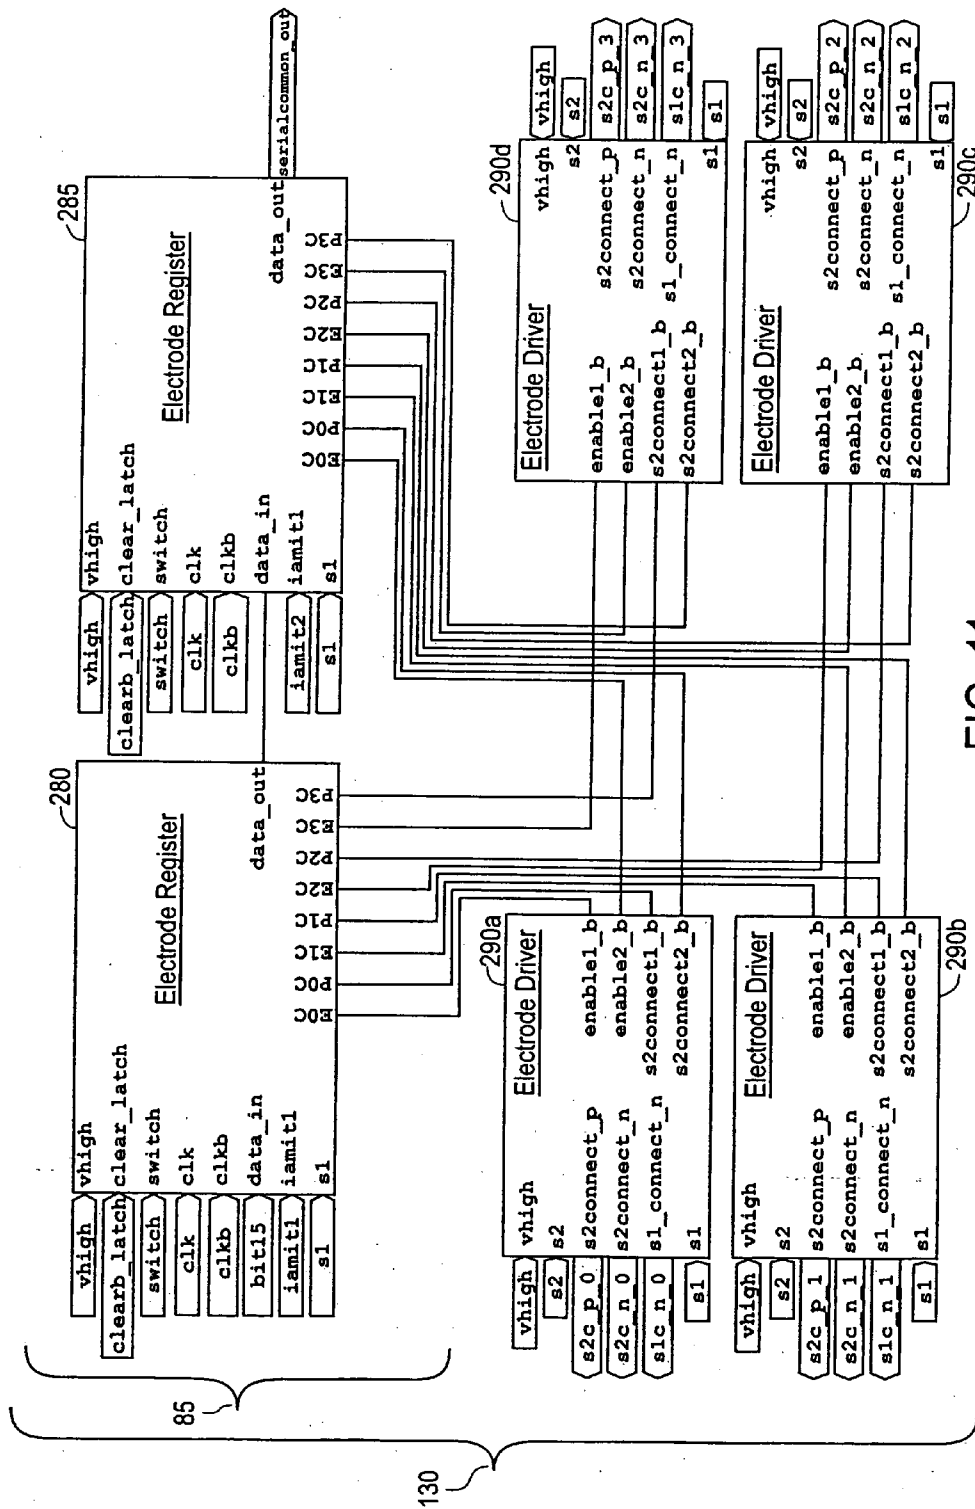 130
85
280
Electrode Register
vhigh
clearb_latch
switch
clk
clkb
bit15
iamit1
s1
vhigh
clear_latch
switch
clk
clkb
data_in
iamit1
s1
data_out
E0C
P0C
E1C
P1C
E2C
P2C
E3C
P3C
285
Electrode Register
vhigh
clearb_latch
switch
clk
clkb
iamit2
s1
vhigh
clear_latch
switch
clk
clkb
data_in
iamit1
s1
data_out
serialcommon_out
E0C
P0C
E1C
P1C
E2C
P2C
E3C
P3C
290a
Electrode Driver
vhigh
s2
s2c_p_0
s2c_n_0
s1c_n_0
s1
vhigh
s2
s2connect_p
s2connect_n
s1_connect_n
s1
enable1_b
enable2_b
s2connect1_b
s2connect2_b
290d
Electrode Driver
enable1_b
enable2_b
s2connect1_b
s2connect2_b
vhigh
s2
s2connect_p
s2connect_n
s1_connect_n
s1
vhigh
s2
s2c_p_3
s2c_n_3
s1c_n_3
s1
290b
Electrode Driver
vhigh
s2
s2c_p_1
s2c_n_1
s1c_n_1
s1
vhigh
s2
s2connect_p
s2connect_n
s1_connect_n
s1
enable1_b
enable2_b
s2connect1_b
s2connect2_b
290c
Electrode Driver
enable1_b
enable2_b
s2connect1_b
s2connect2_b
vhigh
s2
s2connect_p
s2connect_n
s1_connect_n
s1
vhigh
s2
s2c_p_2
s2c_n_2
s1c_n_2
s1
FIG. 11